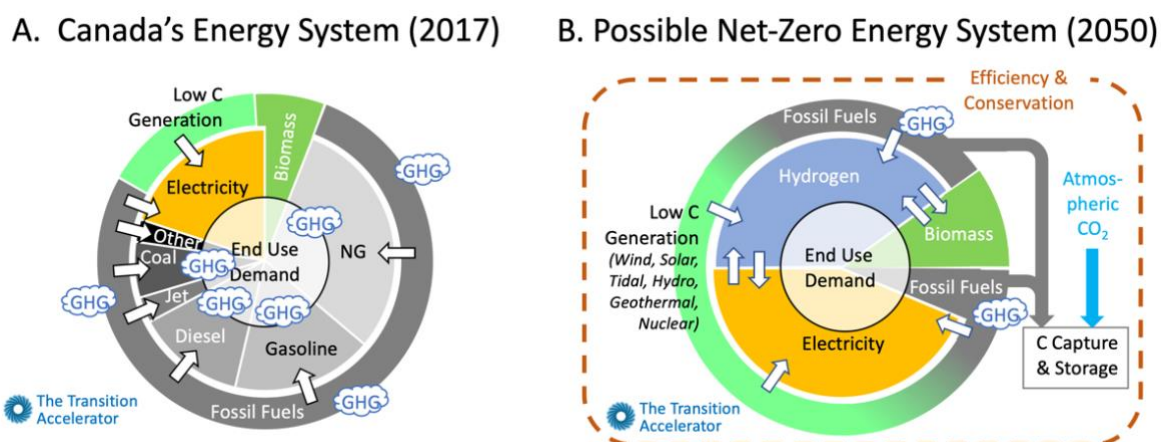 A. Canada's Energy System (2017)
Low C
Generation
Biomass
Electricity
GHG
GHG
Other
End Use
Demand
NG
Coal
GHG
GHG
Jet
GHG
GHG
Diesel
Gasoline
GHG
Fossil Fuels
The Transition
Accelerator
B. Possible Net-Zero Energy System (2050)
Efficiency &
Conservation
Fossil Fuels
GHG
Hydrogen
Atmos-
pheric
CO₂
Low C
Generation
(Wind, Solar,
Tidal, Hydro,
Geothermal,
Nuclear)
Biomass
End Use
Demand
Fossil Fuels
GHG
Electricity
C Capture
& Storage
The Transition
Accelerator